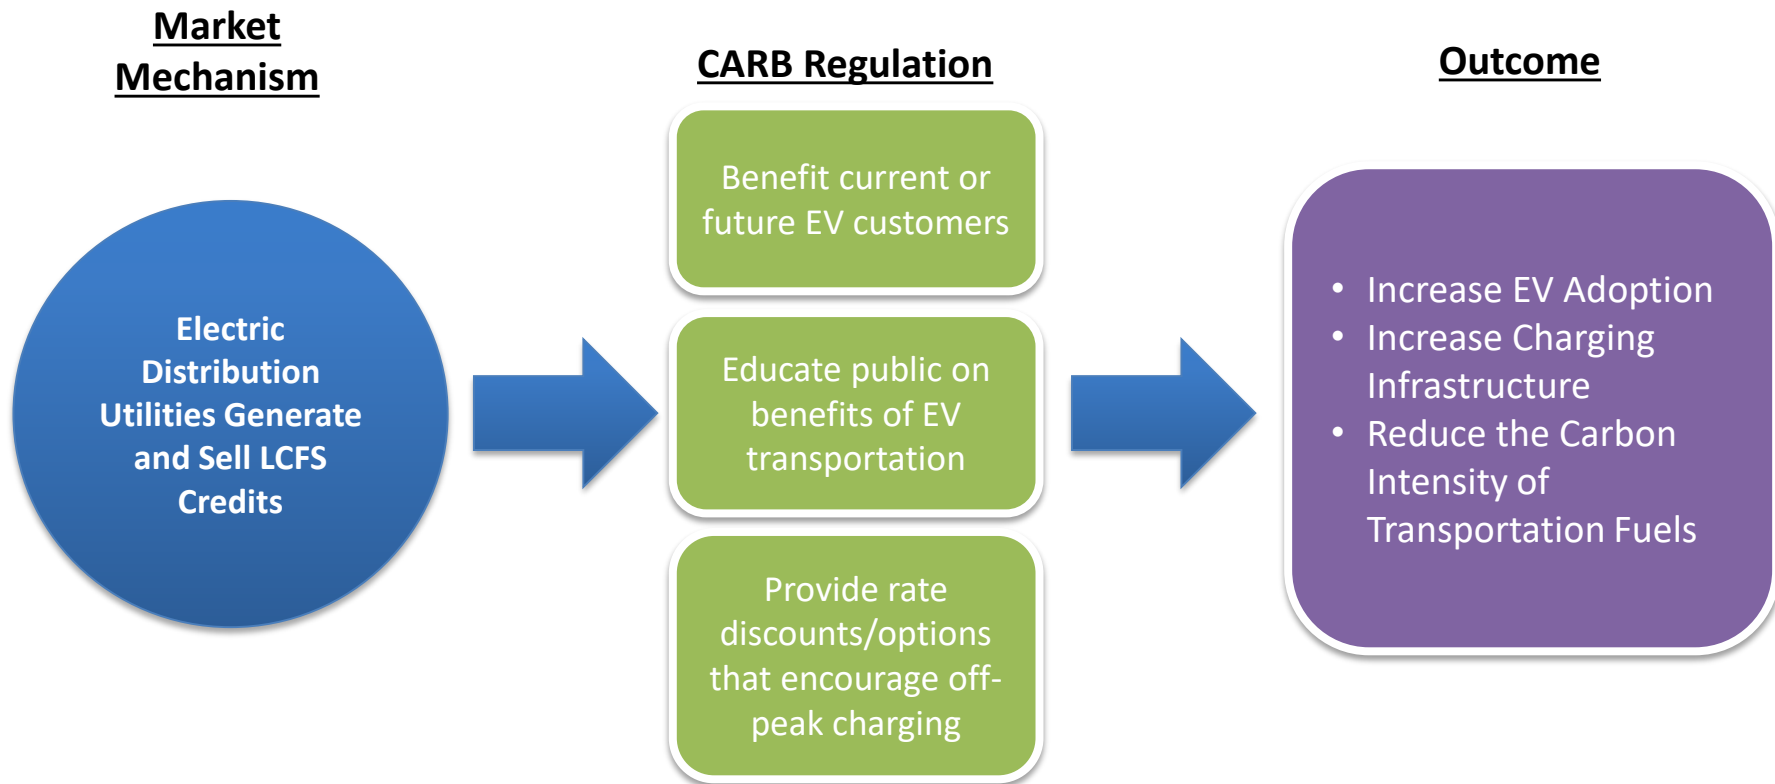 Market
Mechanism
CARB Regulation
Outcome
Electric
Distribution
Utilities Generate
and Sell LCFS
Credits
Benefit current or
future EV customers
Educate public on
benefits of EV
transportation
Provide rate
discounts/options
that encourage off-
peak charging
• Increase EV Adoption
• Increase Charging
Infrastructure
• Reduce the Carbon
Intensity of
Transportation Fuels